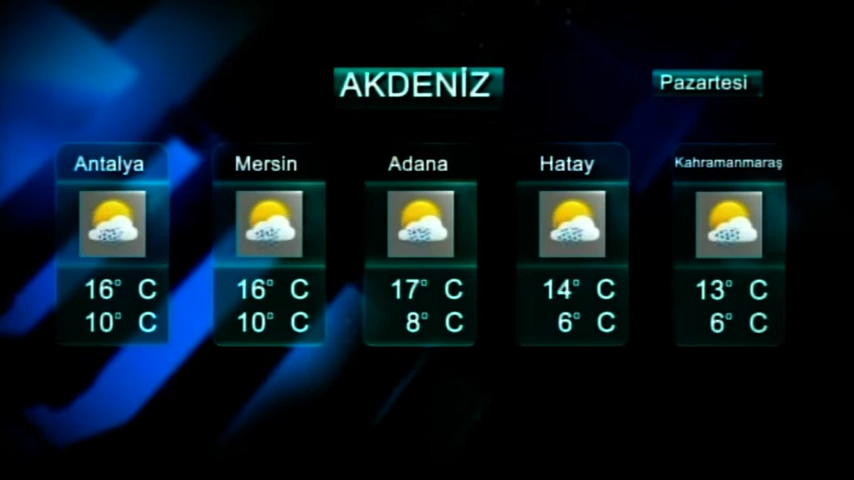 AKDENİZ
Pazartesi
Antalya
16° C
10° C
Mersin
16° C
10° C
Adana
17° C
8° C
Hatay
14° C
6° C
Kahramanmaraş
13° C
6° C